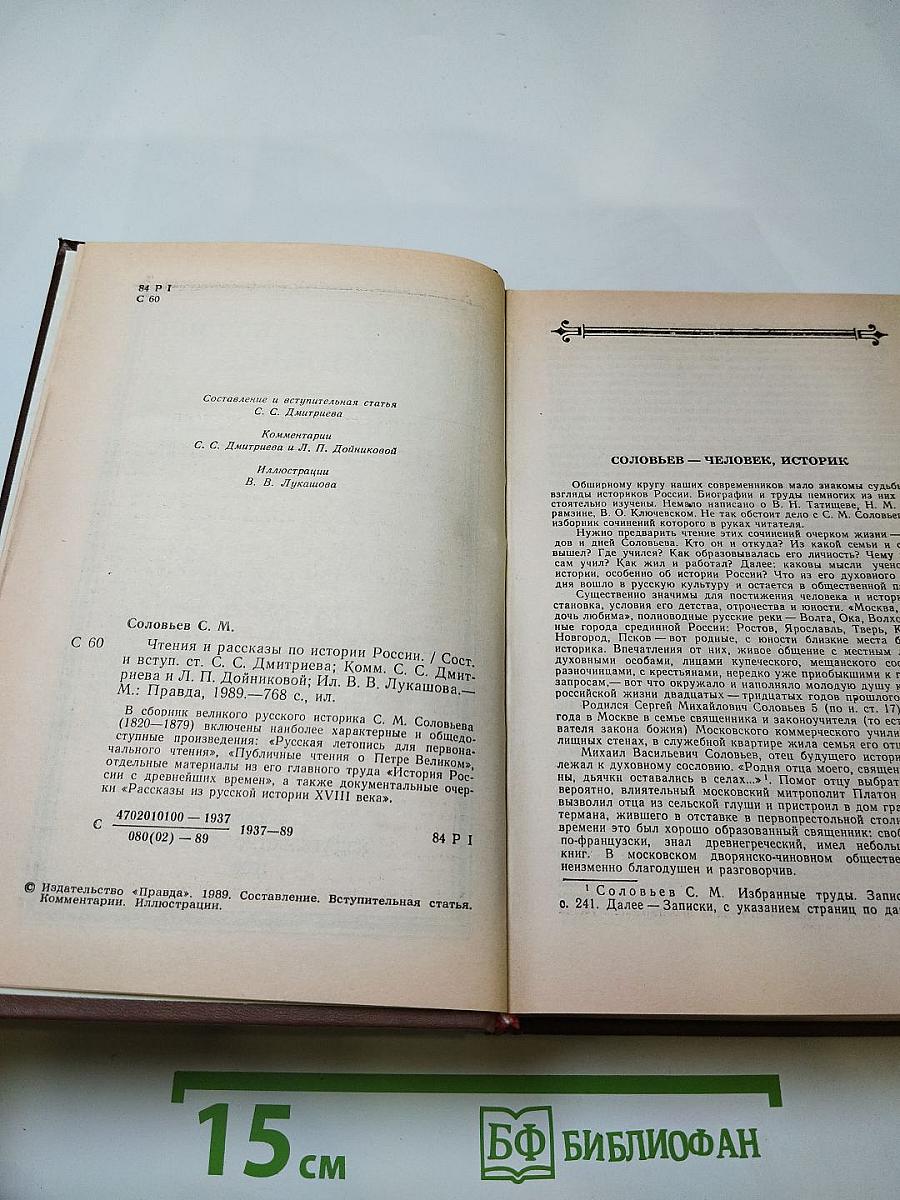 84 Р I
С 60
Составление и вступительная статья
С. С. Дмитриева
Комментарии
С. С. Дмитриева и Л. П. Дойниковой
Иллюстрации
В. В. Лукашова
Соловьев С. М.
С 60 Чтения и рассказы по истории России. / Сост.
и вступ. ст. С. С. Дмитриева; Комм. С. С. Дмит-
риева и Л. П. Дойниковой; Ил. В. В. Лукашова.—
М.: Правда, 1989.—768 с., ил.
В сборник великого русского историка С. М. Соловьева
(1820—1879) включены наиболее характерные и общедо-
ступные произведения: «Русская летопись для первона-
чального чтения», «Публичные чтения о Петре Великом»,
отдельные материалы из его главного труда «История Рос-
сии с древнейших времен», а также документальные очер-
ки «Рассказы из русской истории XVIII века».
С 4702010100 — 1937
080(02) — 89
1937—89
84 Р I
© Издательство «Правда». 1989. Составление. Вступительная статья.
Комментарии. Иллюстрации.
СОЛОВЬЕВ — ЧЕЛОВЕК, ИСТОРИК
Обширному кругу наших современников мало знакомы судьбы
взгляды историков России. Биографии и труды немногих из них
стоятельно изучены. Немало написано о В. Н. Татищеве, Н. М.
рамзине, В. О. Ключевском. Не так обстоит дело с С. М. Соловье
изборник сочинений которого в руках читателя.
Нужно предварить чтение этих сочинений очерком жизни —
дов и дней Соловьева. Кто он и откуда? Из какой семьи и с
вышел? Где учился? Как образовывалась его личность? Чему
сам учил? Как жил и работал? Далее: каковы мысли учено
истории, особенно об истории России? Что из его духовного
дия вошло в русскую культуру и остается в общественной па
Существенно значимы для постижения человека и истори
становка, условия его детства, отрочества и юности. «Москва,
дочь любима», полноводные русские реки — Волга, Ока, Волхо
ные города срединной России: Ростов, Ярославль, Тверь, К
Новгород, Псков — вот родные, с юности близкие места б
историка. Впечатления от них, живое общение с местным
духовными особами, лицами купеческого, мещанского сос
разночинцами, с крестьянами, нередко уже приобыкшими к г
запросам,— вот что окружало и наполняло молодую душу
российской жизни двадцатых — тридцатых годов прошлого
Родился Сергей Михайлович Соловьев 5 (по н. ст. 17)
года в Москве в семье священника и законоучителя (то ест
вателя закона божия) Московского коммерческого учили
лищных стенах, в служебной квартире жила семья его отц
Михаил Васильевич Соловьев, отец будущего истори
лежал к духовному сословию. «Родня отца моего, священ
ны, дьячки оставались в селах...»¹. Помог отцу выбрат
вероятно, влиятельный московский митрополит Платон
вызволил отца из сельской глуши и пристроил в дом гра
термана, жившего в отставке в первопрестольной столи
времени это был хорошо образованный священник: своб
по-французски, знал древнегреческий, имел неболь
книг. В московском дворянско-чиновном обществе
неизменно благодушен и разговорчив.
¹ Соловьев С. М. Избранные труды. Запис
с. 241. Далее — Записки, с указанием страниц по да
15 см
БФ БИБЛИОФАН